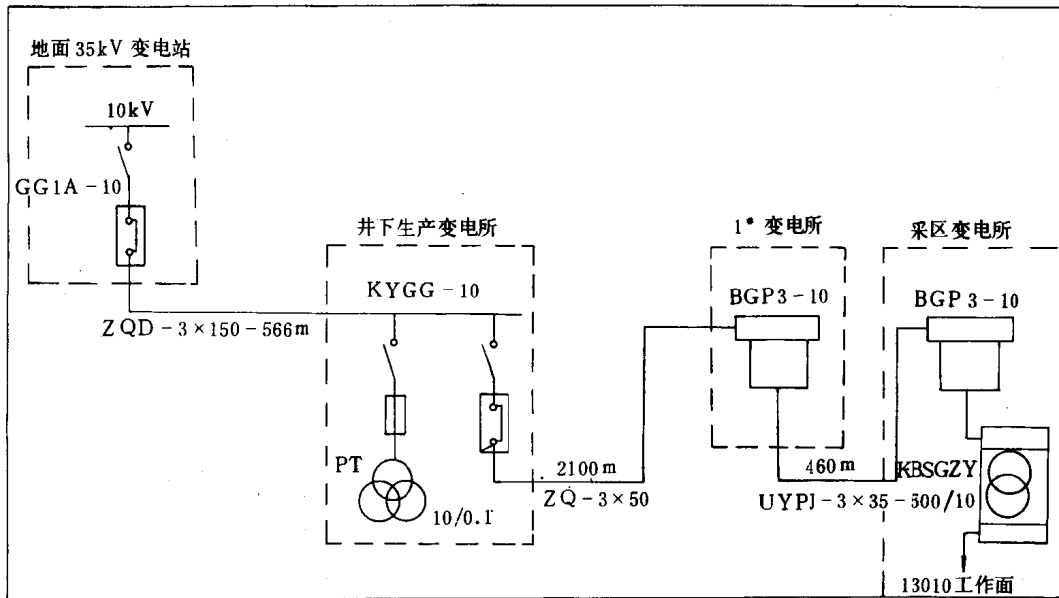 地面35kV 变电站
10kV
GG1A-10
ZQD-3×150-566m
井下生产变电所
KYGG-10
PT
10/0.1
2100m
ZQ-3×50
1# 变电所
BGP3-10
460m
UYPJ-3×35-500/10
采区变电所
BGP3-10
KBSGZY
13010工作面